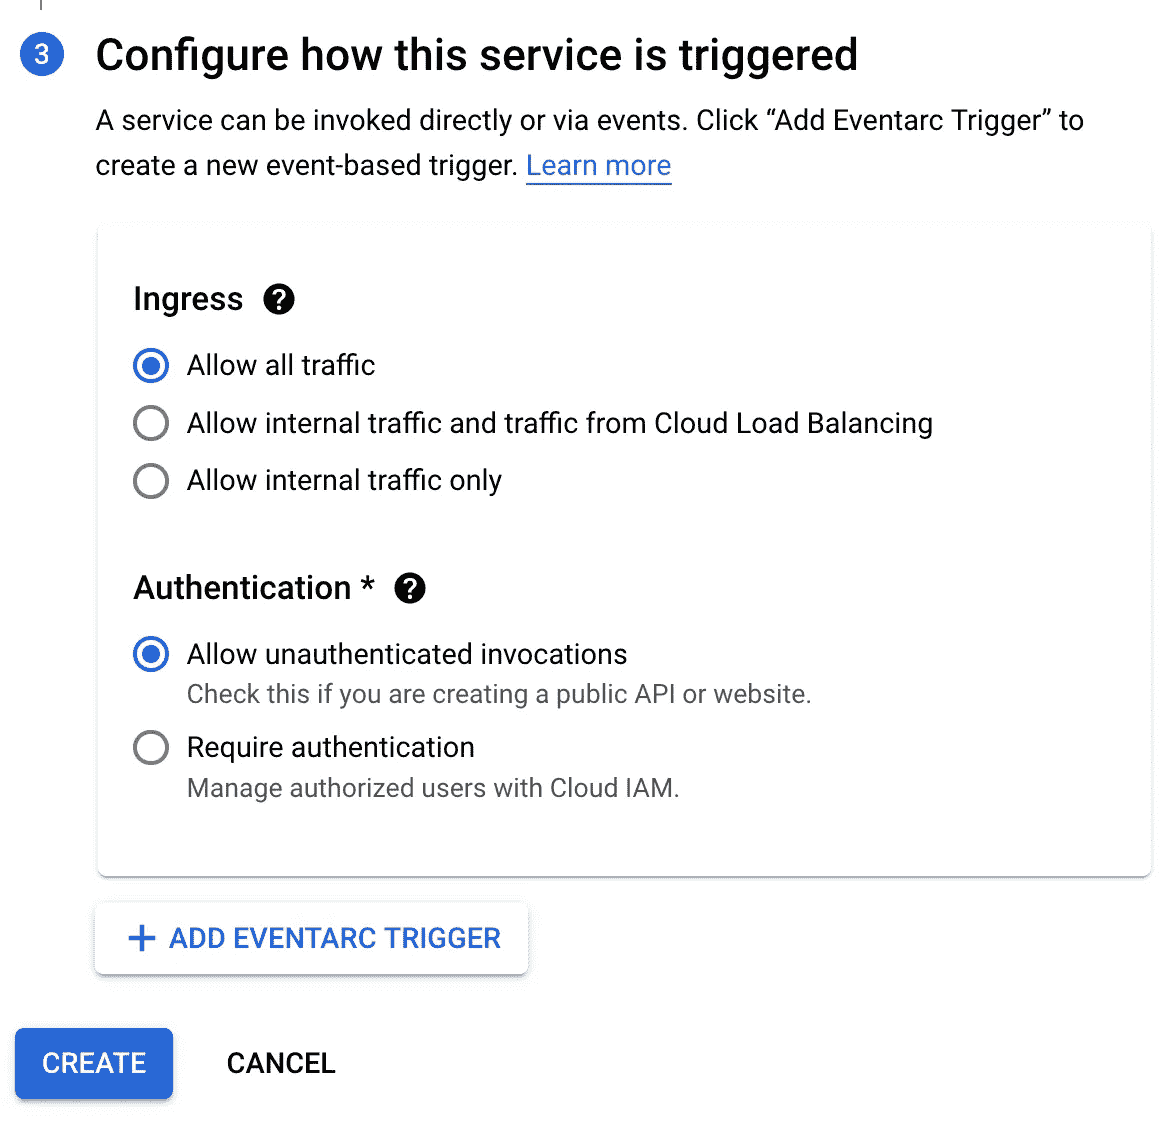 3 Configure how this service is triggered
A service can be invoked directly or via events. Click “Add Eventarc Trigger” to
create a new event-based trigger. Learn more
Ingress ?
Allow all traffic
Allow internal traffic and traffic from Cloud Load Balancing
Allow internal traffic only
Authentication * ?
Allow unauthenticated invocations
Check this if you are creating a public API or website.
Require authentication
Manage authorized users with Cloud IAM.
+ ADD EVENTARC TRIGGER
CREATE CANCEL